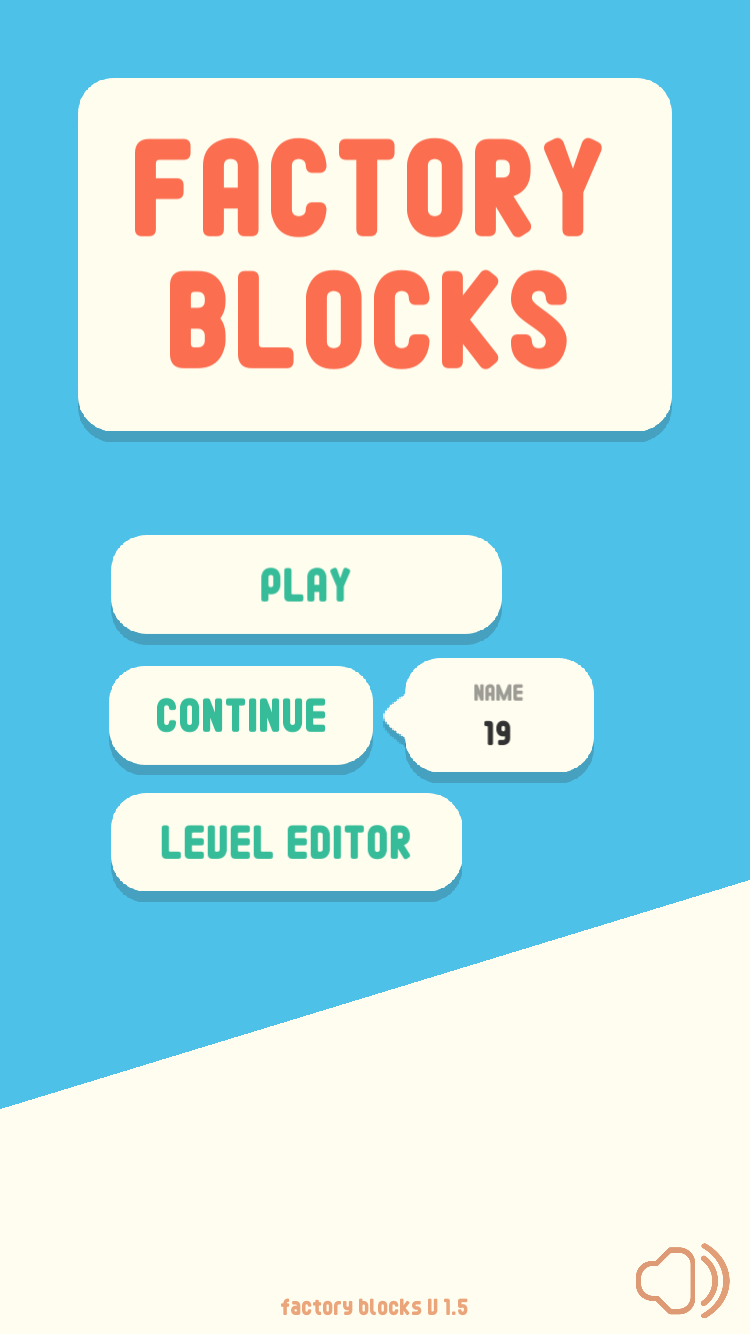 FACTORY
BLOCKS
PLAY
CONTINUE
NAME
19
LEVEL EDITOR
factory blocks V 1.5